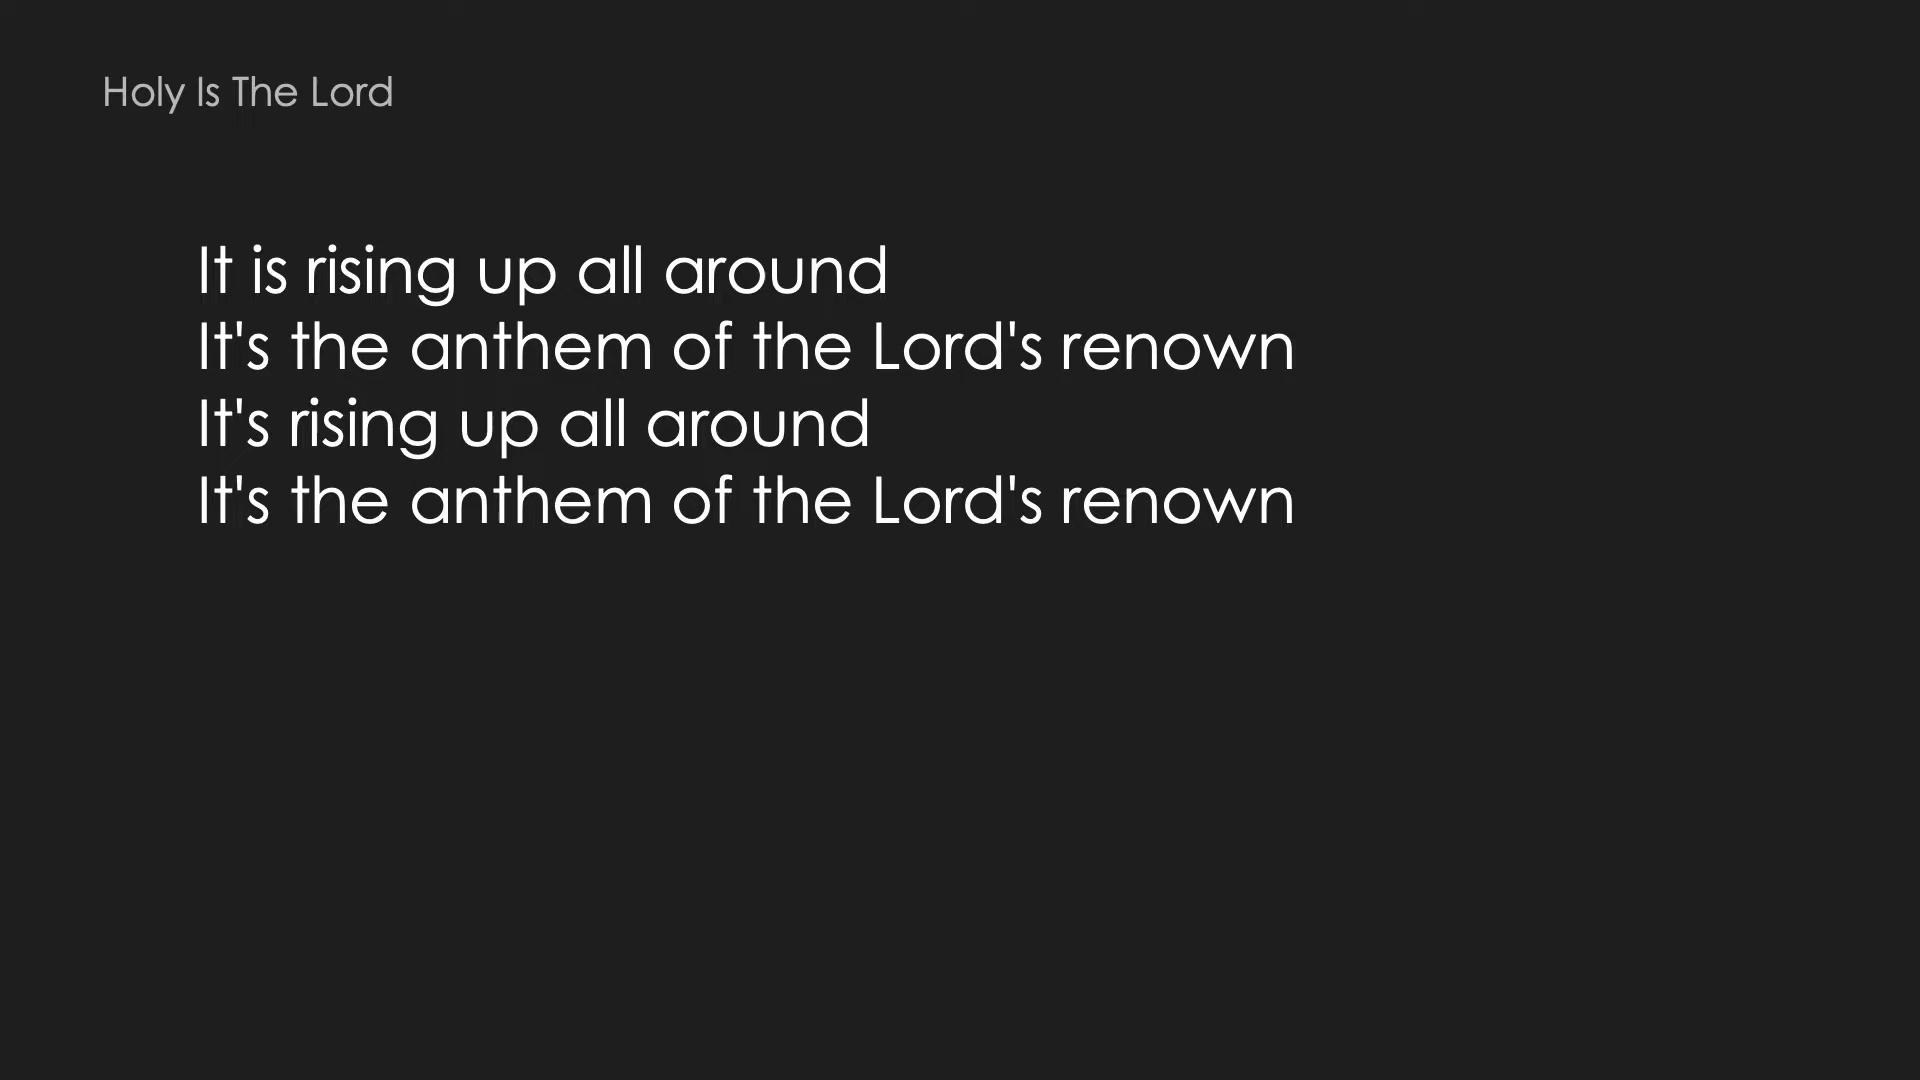 Holy Is The Lord
It is rising up all around
It's the anthem of the Lord's renown
It's rising up all around
It's the anthem of the Lord's renown